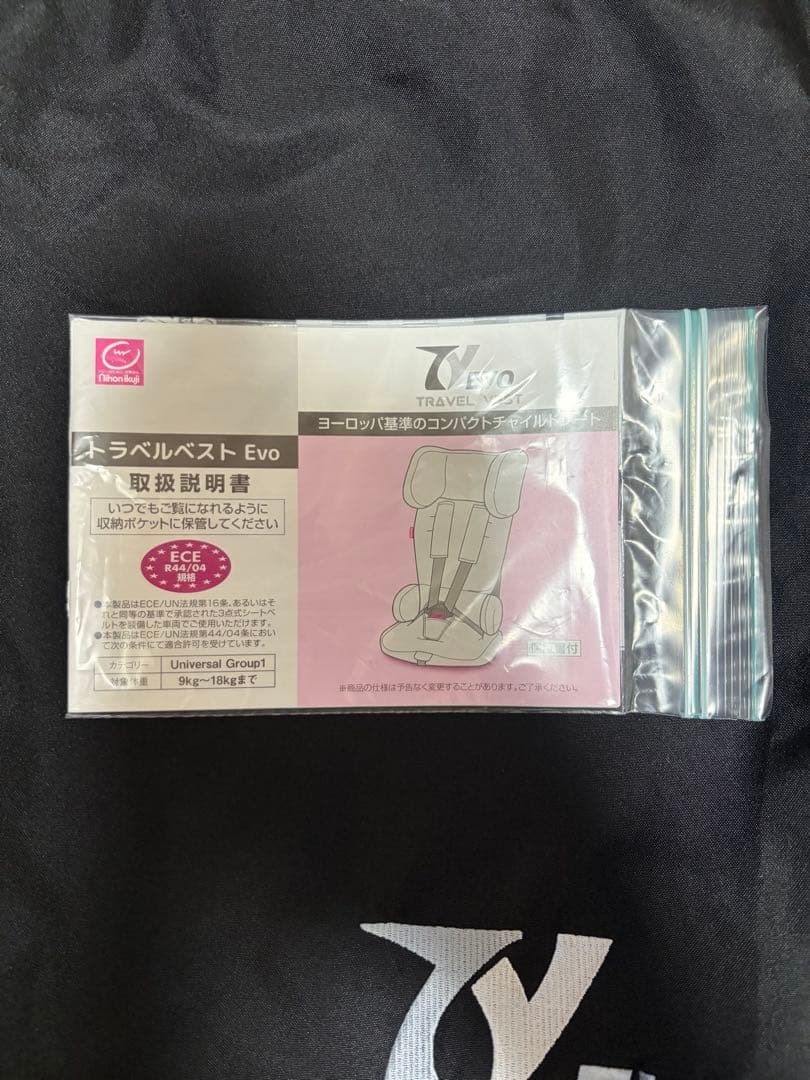 nihon ikuji
トラベルベスト Evo
取扱説明書
いつでもご覧になれるように
収納ポケットに保管してください
ECE
R44/04
規格
●本製品はECE/UN法規第16条、あるいはそ
れと同等の基準で承認された3点式シートベ
ルトを装備した車両でご使用いただけます。
●本製品はECE/UN法規第44/04条において
次の条件にて適合許可を受けています。
カテゴリー Universal Group1
対象体重 9kg〜18kgまで
TV EVO
TRAVEL VEST
ヨーロッパ基準のコンパクトチャイルドシート
保証書付
※商品の仕様は予告なく変更することがあります。ご了承ください。
TV